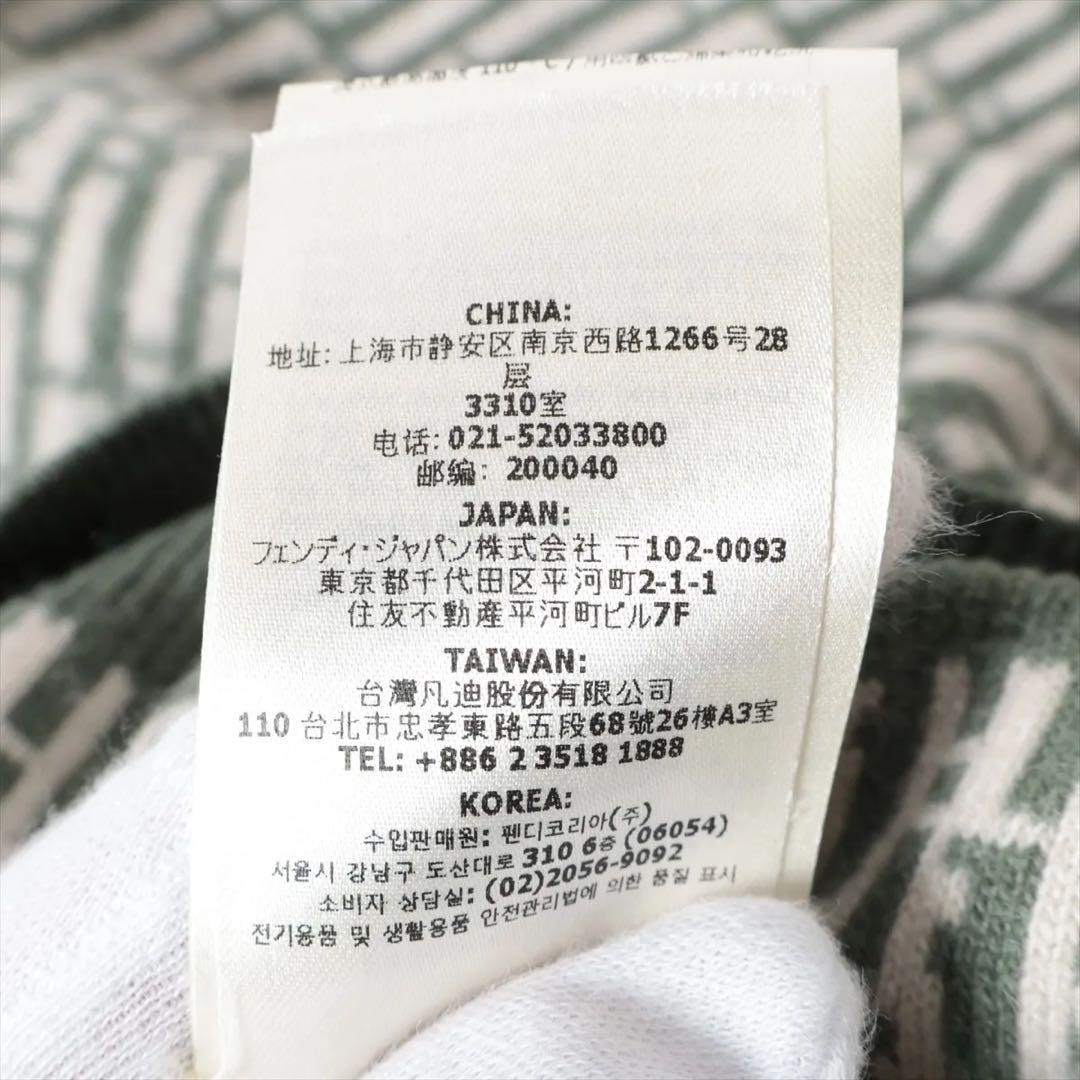 CHINA:
地址: 上海市静安区南京西路1266号28
层
3310室
电话: 021-52033800
邮编: 200040
JAPAN:
フェンディ・ジャパン株式会社 〒102-0093
東京都千代田区平河町2-1-1
住友不動産平河町ビル7F
TAIWAN:
台灣凡迪股份有限公司
110 台北市忠孝東路五段68號26樓A3室
TEL: +886 2 3518 1888
KOREA:
수입판매원: 펜디코리아(주)
서울시 강남구 도산대로 310 6층 (06054)
소비자 상담실: (02)2056-9092
전기용품 및 생활용품 안전관리법에 의한 품질 표시